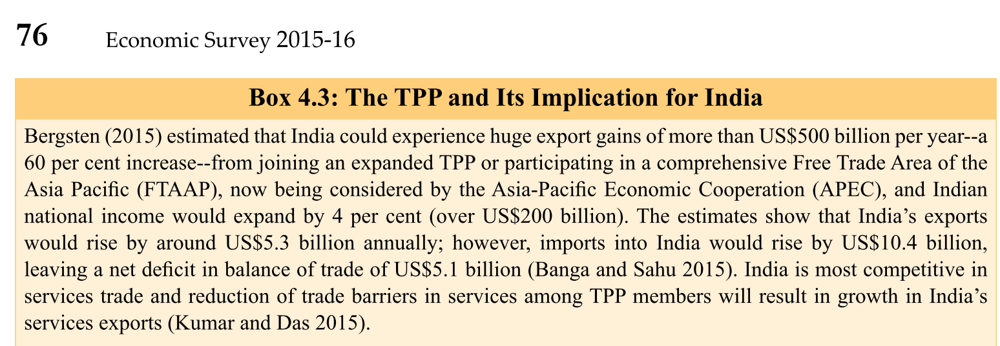 76 Economic Survey 2015-16
Box 4.3: The TPP and Its Implication for India
Bergsten (2015) estimated that India could experience huge export gains of more than US$500 billion per year--a
60 per cent increase--from joining an expanded TPP or participating in a comprehensive Free Trade Area of the
Asia Pacific (FTAAP), now being considered by the Asia-Pacific Economic Cooperation (APEC), and Indian
national income would expand by 4 per cent (over US$200 billion). The estimates show that India’s exports
would rise by around US$5.3 billion annually; however, imports into India would rise by US$10.4 billion,
leaving a net deficit in balance of trade of US$5.1 billion (Banga and Sahu 2015). India is most competitive in
services trade and reduction of trade barriers in services among TPP members will result in growth in India’s
services exports (Kumar and Das 2015).